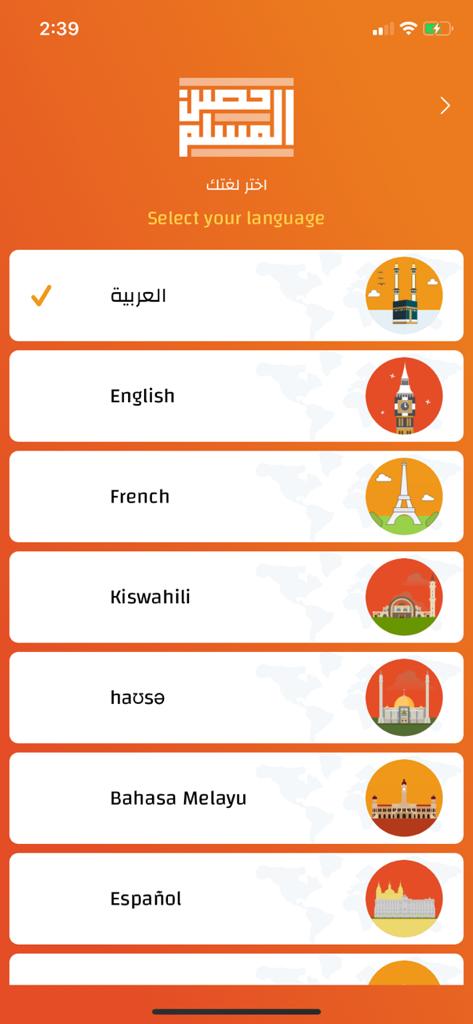 2:39
حصن
المسلم
اختر لغتك
Select your language
العربية
English
French
Kiswahili
haʊsə
Bahasa Melayu
Español